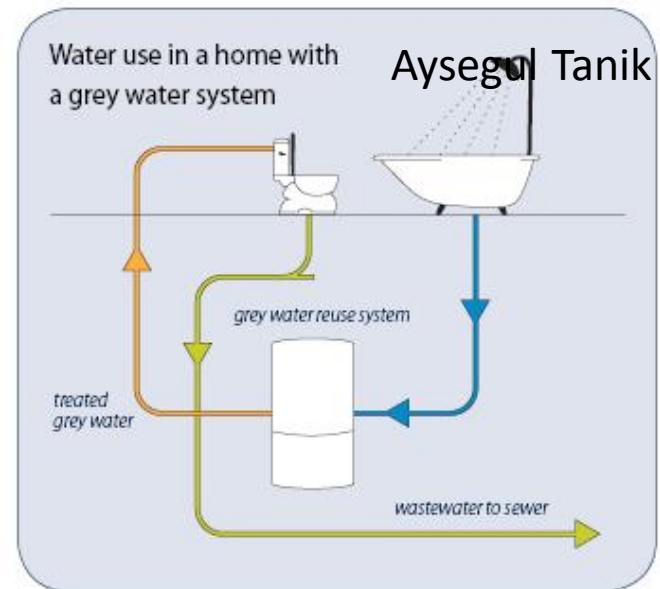 Water use in a home with
a grey water system
Aysegul Tanik
grey water reuse system
treated
grey water
wastewater to sewer